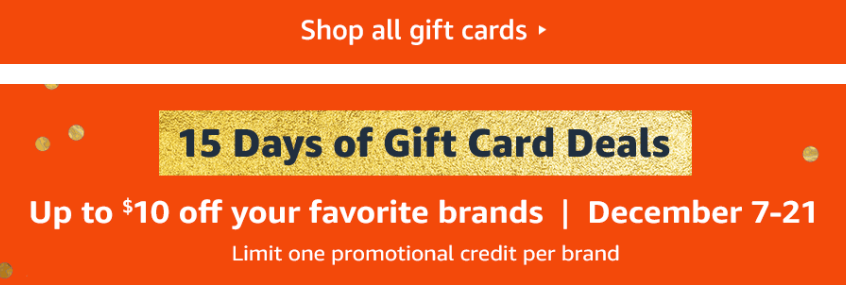 Shop all gift cards ▸
15 Days of Gift Card Deals
Up to $10 off your favorite brands | December 7-21
Limit one promotional credit per brand